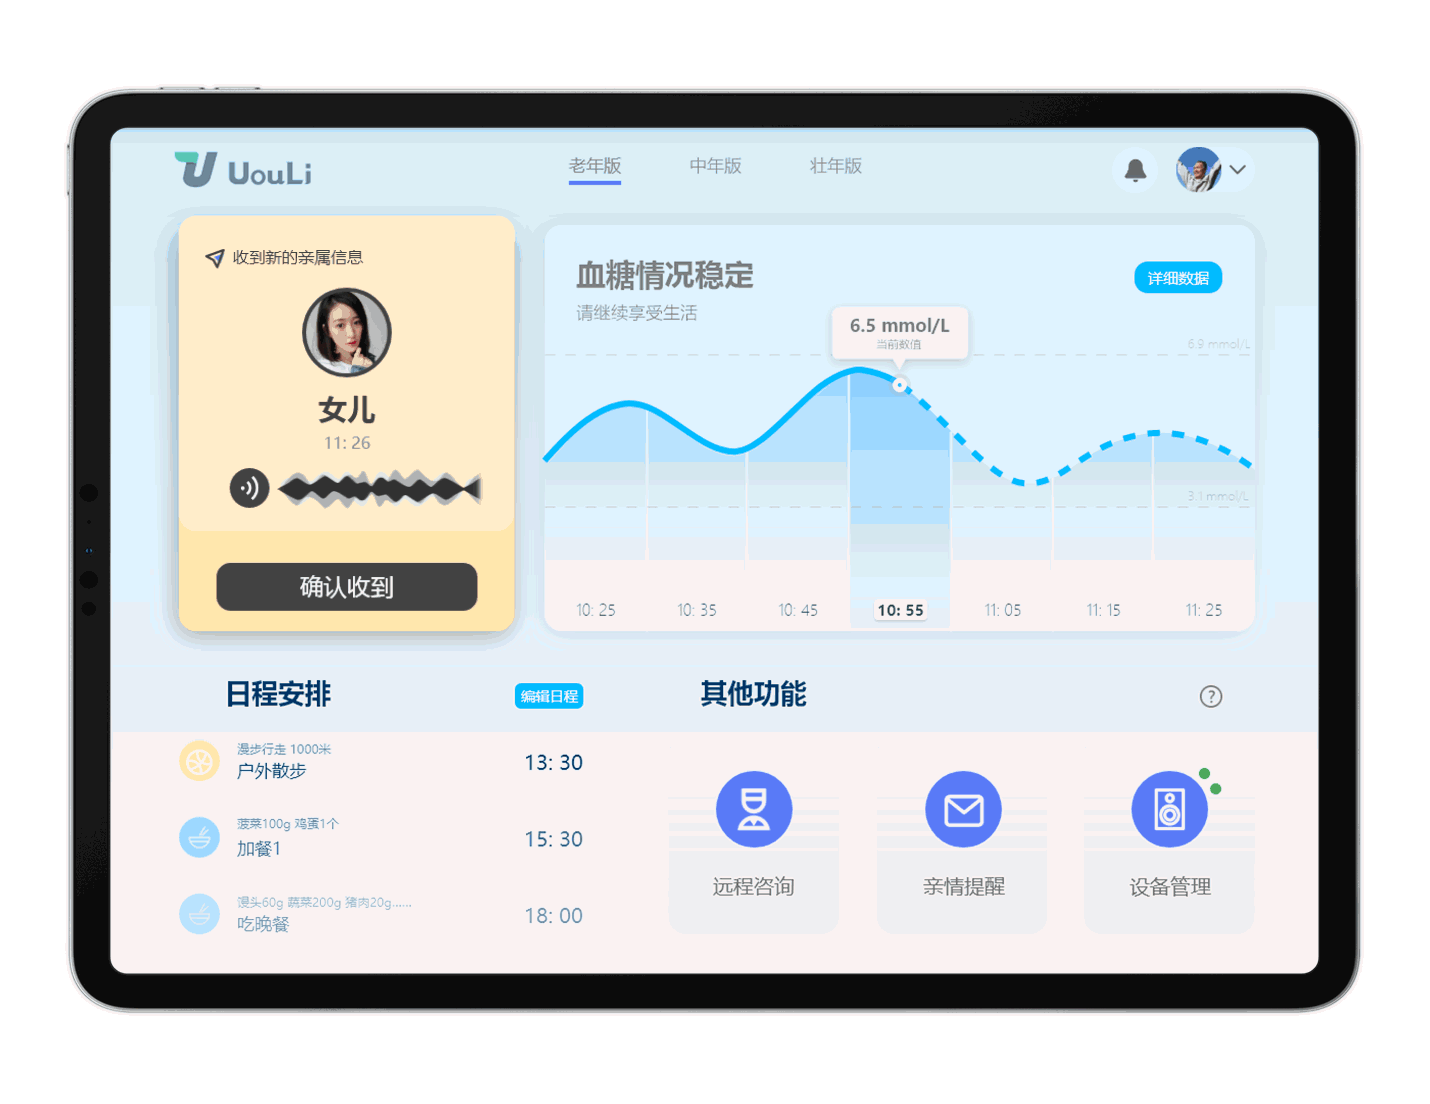 UouLi
老年版 中年版 壮年版
收到新的亲属信息
女儿
11: 26
确认收到
血糖情况稳定
请继续享受生活
详细数据
6.5 mmol/L
当前数值
6.9 mmol/L
3.1 mmol/L
10: 25 10: 35 10: 45 10: 55 11: 05 11: 15 11: 25
日程安排
编辑日程
漫步行走 1000米
户外散步
13: 30
菠菜100g 鸡蛋1个
加餐1
15: 30
馒头60g 蔬菜200g 猪肉20g......
吃晚餐
18: 00
其他功能
?
远程咨询
亲情提醒
设备管理